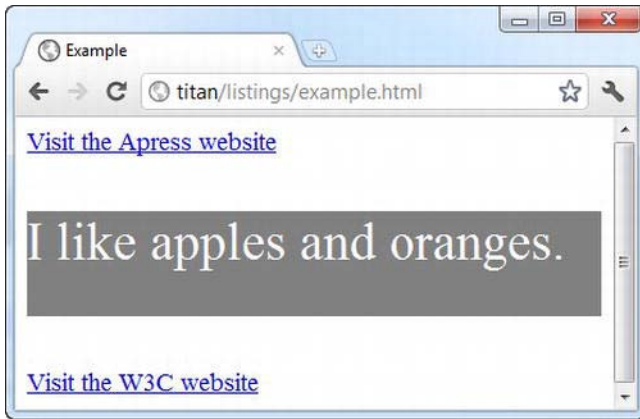 Example
titan/listings/example.html
Visit the Apress website
I like apples and oranges.
Visit the W3C website